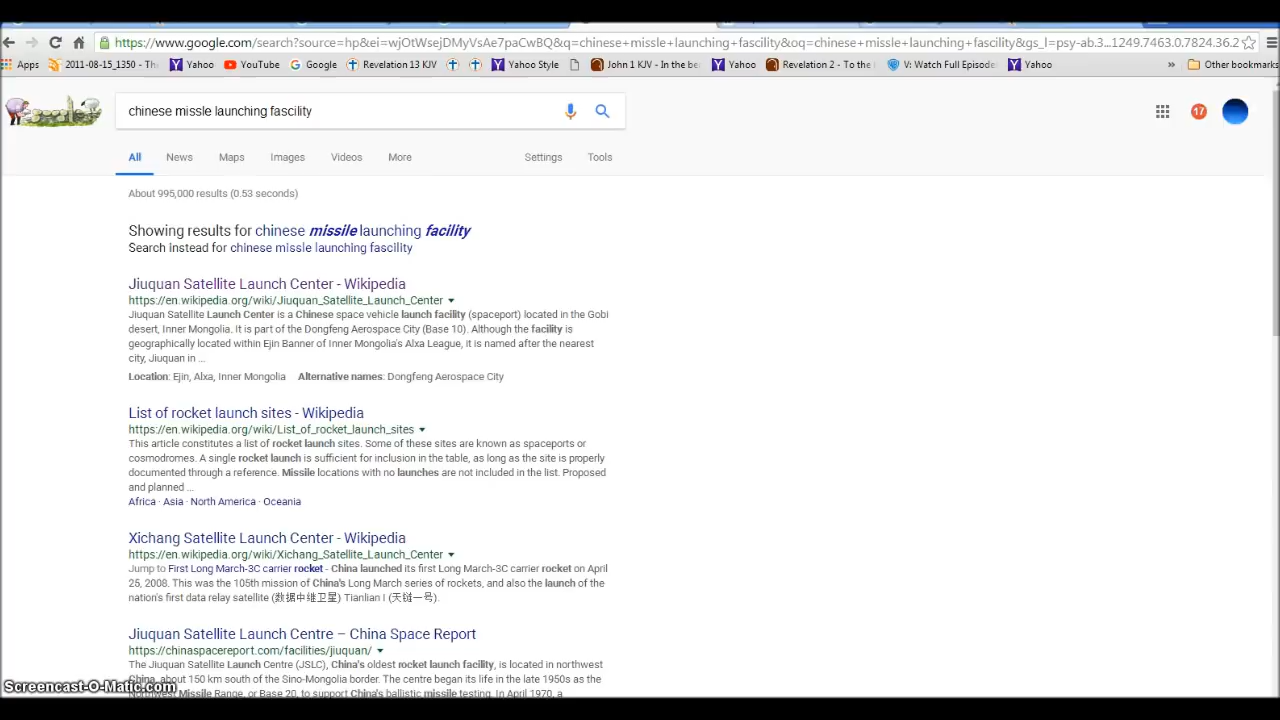 https://www.google.com/search?source=hp&ei=wjOtWsejDMyVsAe7paCwBQ&q=chinese+missle+launching+fascility&oq=chinese+missle+launching+fascility&gs_l=psy-ab.3...1249.7463.0.7824.36.2
Apps 2011-08-15_1350 - Th Yahoo YouTube Google Revelation 13 KJV Yahoo Style John 1 KJV - In the be Yahoo Revelation 2 - To the V: Watch Full Episode Yahoo » Other bookmarks
chinese missle launching fascility
17
All News Maps Images Videos More Settings Tools
About 995,000 results (0.53 seconds)
Showing results for chinese missile launching facility
Search instead for chinese missle launching fascility
Jiuquan Satellite Launch Center - Wikipedia
https://en.wikipedia.org/wiki/Jiuquan_Satellite_Launch_Center
Jiuquan Satellite Launch Center is a Chinese space vehicle launch facility (spaceport) located in the Gobi
desert, Inner Mongolia. It is part of the Dongfeng Aerospace City (Base 10). Although the facility is
geographically located within Ejin Banner of Inner Mongolia's Alxa League, it is named after the nearest
city, Jiuquan in ...
Location: Ejin, Alxa, Inner Mongolia Alternative names: Dongfeng Aerospace City
List of rocket launch sites - Wikipedia
https://en.wikipedia.org/wiki/List_of_rocket_launch_sites
This article constitutes a list of rocket launch sites. Some of these sites are known as spaceports or
cosmodromes. A single rocket launch is sufficient for inclusion in the table, as long as the site is properly
documented through a reference. Missile locations with no launches are not included in the list. Proposed
and planned ...
Africa · Asia · North America · Oceania
Xichang Satellite Launch Center - Wikipedia
https://en.wikipedia.org/wiki/Xichang_Satellite_Launch_Center
Jump to First Long March-3C carrier rocket - China launched its first Long March-3C carrier rocket on April
25, 2008. This was the 105th mission of China's Long March series of rockets, and also the launch of the
nation's first data relay satellite (数据中继卫星) Tianlian I (天链一号).
Jiuquan Satellite Launch Centre – China Space Report
https://chinaspacereport.com/facilities/jiuquan/
The Jiuquan Satellite Launch Centre (JSLC), China's oldest rocket launch facility, is located in northwest
China, about 150 km south of the Sino-Mongolia border. The centre began its life in the late 1950s as the
Northwest Missile Range, or Base 20, to support China's ballistic missile testing. In April 1970, a
Screencast-O-Matic.com